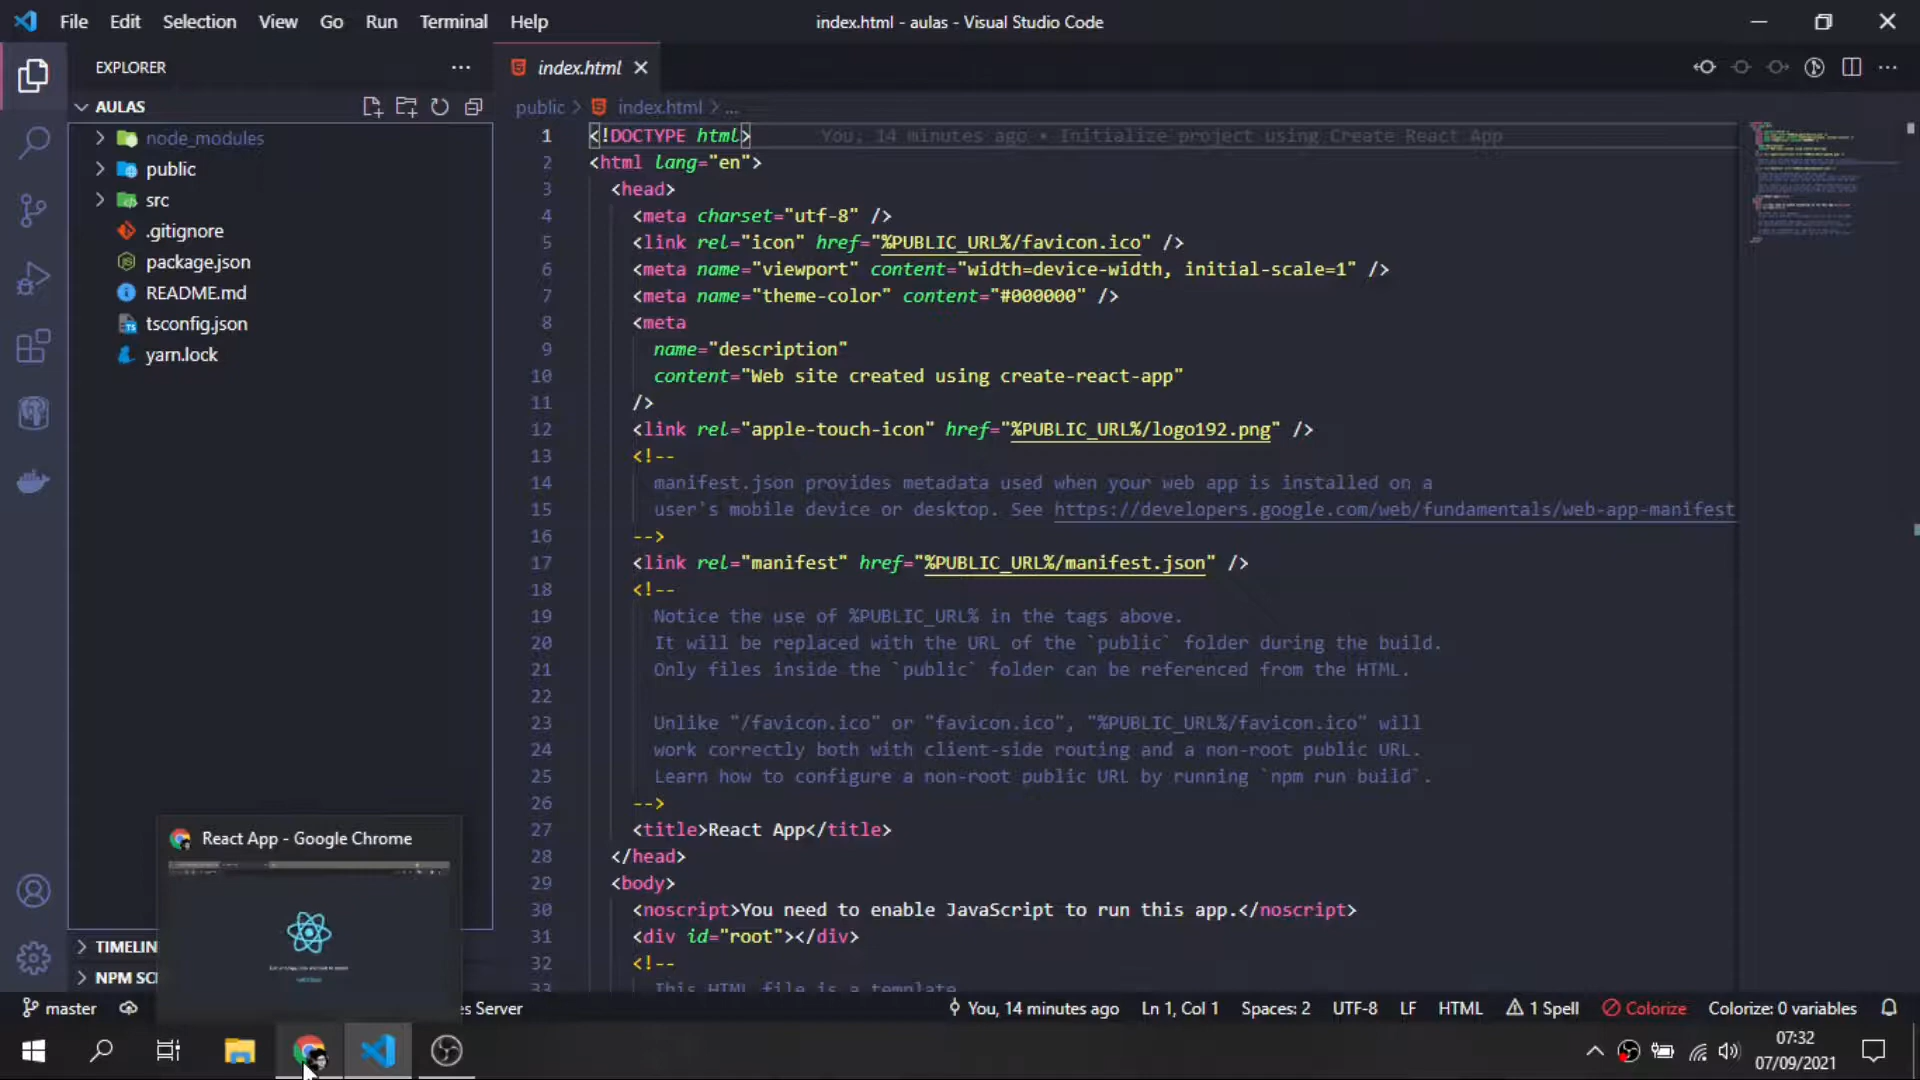 File Edit Selection View Go Run Terminal Help
index.html - aulas - Visual Studio Code
EXPLORER
AULAS
node_modules
public
src
.gitignore
package.json
README.md
tsconfig.json
yarn.lock
index.html
public > index.html > ...
1 <!DOCTYPE html> You, 14 minutes ago • Initialize project using Create React App
2 <html lang="en">
3 <head>
4 <meta charset="utf-8" />
5 <link rel="icon" href="%PUBLIC_URL%/favicon.ico" />
6 <meta name="viewport" content="width=device-width, initial-scale=1" />
7 <meta name="theme-color" content="#000000" />
8 <meta
9 name="description"
10 content="Web site created using create-react-app"
11 />
12 <link rel="apple-touch-icon" href="%PUBLIC_URL%/logo192.png" />
13 <!--
14 manifest.json provides metadata used when your web app is installed on a
15 user's mobile device or desktop. See https://developers.google.com/web/fundamentals/web-app-manifest
16 -->
17 <link rel="manifest" href="%PUBLIC_URL%/manifest.json" />
18 <!--
19 Notice the use of %PUBLIC_URL% in the tags above.
20 It will be replaced with the URL of the `public` folder during the build.
21 Only files inside the `public` folder can be referenced from the HTML.
22
23 Unlike "/favicon.ico" or "favicon.ico", "%PUBLIC_URL%/favicon.ico" will
24 work correctly both with client-side routing and a non-root public URL.
25 Learn how to configure a non-root public URL by running `npm run build`.
26 -->
27 <title>React App</title>
28 </head>
29 <body>
30 <noscript>You need to enable JavaScript to run this app.</noscript>
31 <div id="root"></div>
32 <!--
33 This HTML file is a template
React App - Google Chrome
TIMELIN
NPM SC
master
es Server
You, 14 minutes ago Ln 1, Col 1 Spaces: 2 UTF-8 LF HTML 1 Spell Colorize Colorize: 0 variables
07:32
07/09/2021